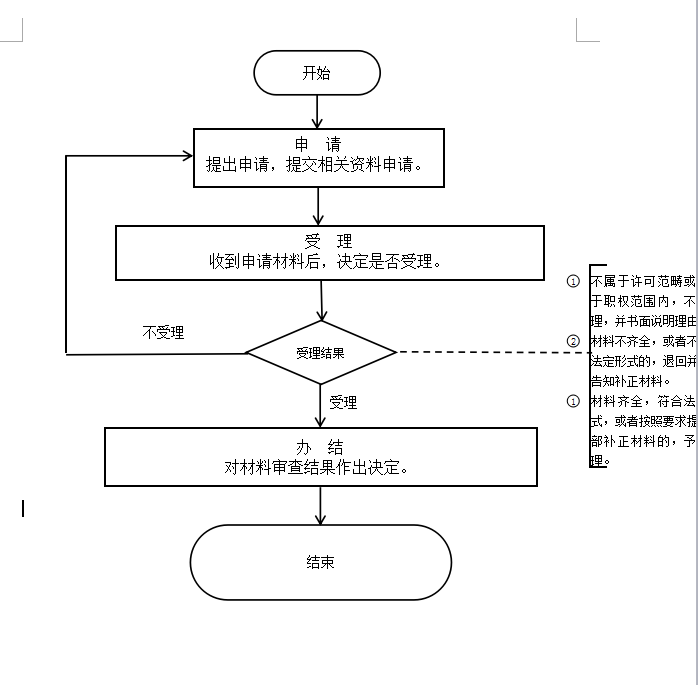 开始
申 请
提出申请，提交相关资料申请。
受 理
收到申请材料后，决定是否受理。
不受理
受理结果
受理
① 不属于许可范畴或
于职权范围内，不
理，并书面说明理由
② 材料不齐全，或者不
法定形式的，退回并
告知补正材料。
① 材料齐全，符合法
式，或者按照要求提
部补正材料的，予
理。
办 结
对材料审查结果作出决定。
结束